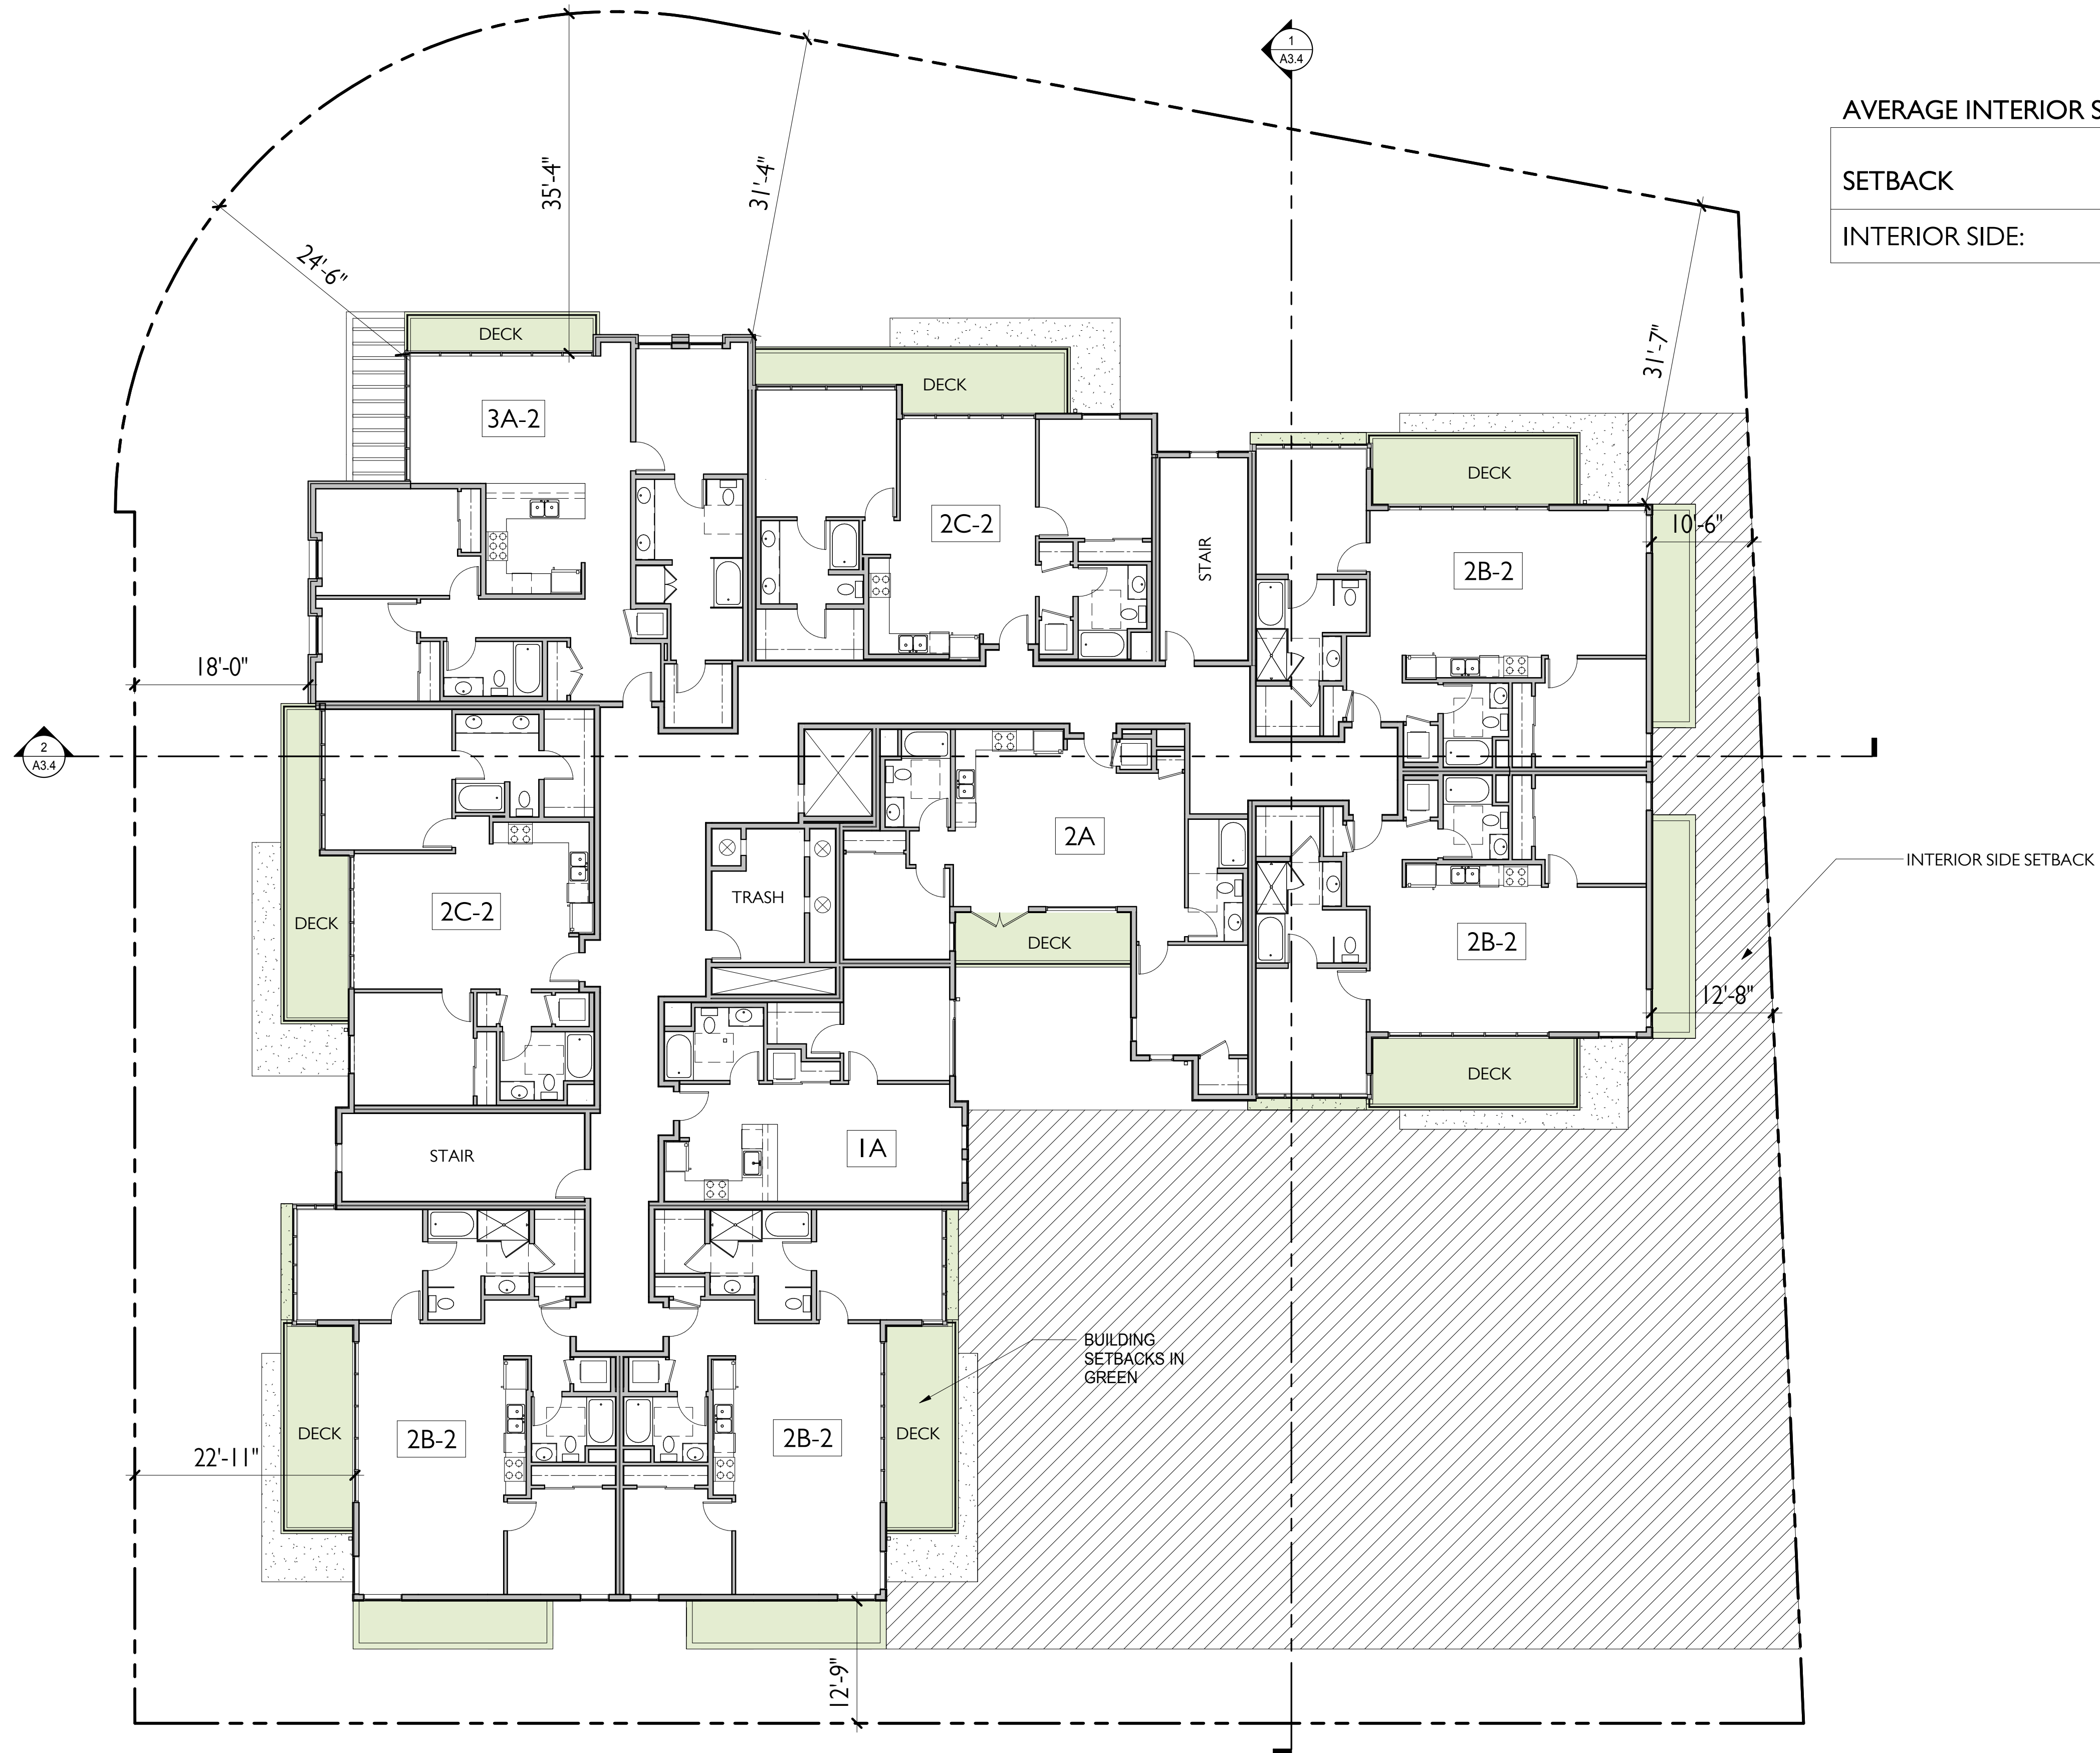 1
A3.4
AVERAGE INTERIOR S
SETBACK
INTERIOR SIDE:
35'-4"
31'-4"
24'-6"
31'-7"
DECK
3A-2
DECK
2C-2
STAIR
DECK
10'-6"
2B-2
18'-0"
2
A3.4
2A
TRASH
DECK
2C-2
DECK
2B-2
INTERIOR SIDE SETBACK
12'-8"
DECK
1A
STAIR
BUILDING
SETBACKS IN
GREEN
DECK
2B-2
2B-2
DECK
22'-11"
12'-9"